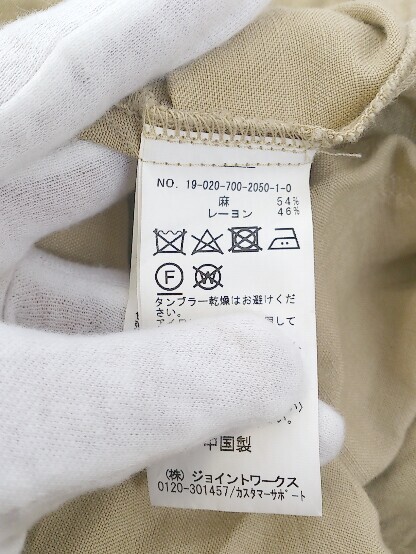 NO. 19-020-700-2050-1-0
麻 54%
レーヨン 46%
F
W
タンブラー乾燥はお避けくだ
さい。
中国製
(株) ジョイントワークス
0120-301457/カスタマーサポート